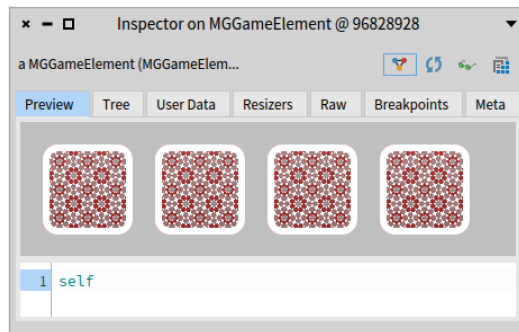 Inspector on MGGameElement @ 96828928
a MGGameElement (MGGameElem...
Preview Tree User Data Resizers Raw Breakpoints Meta
1 self